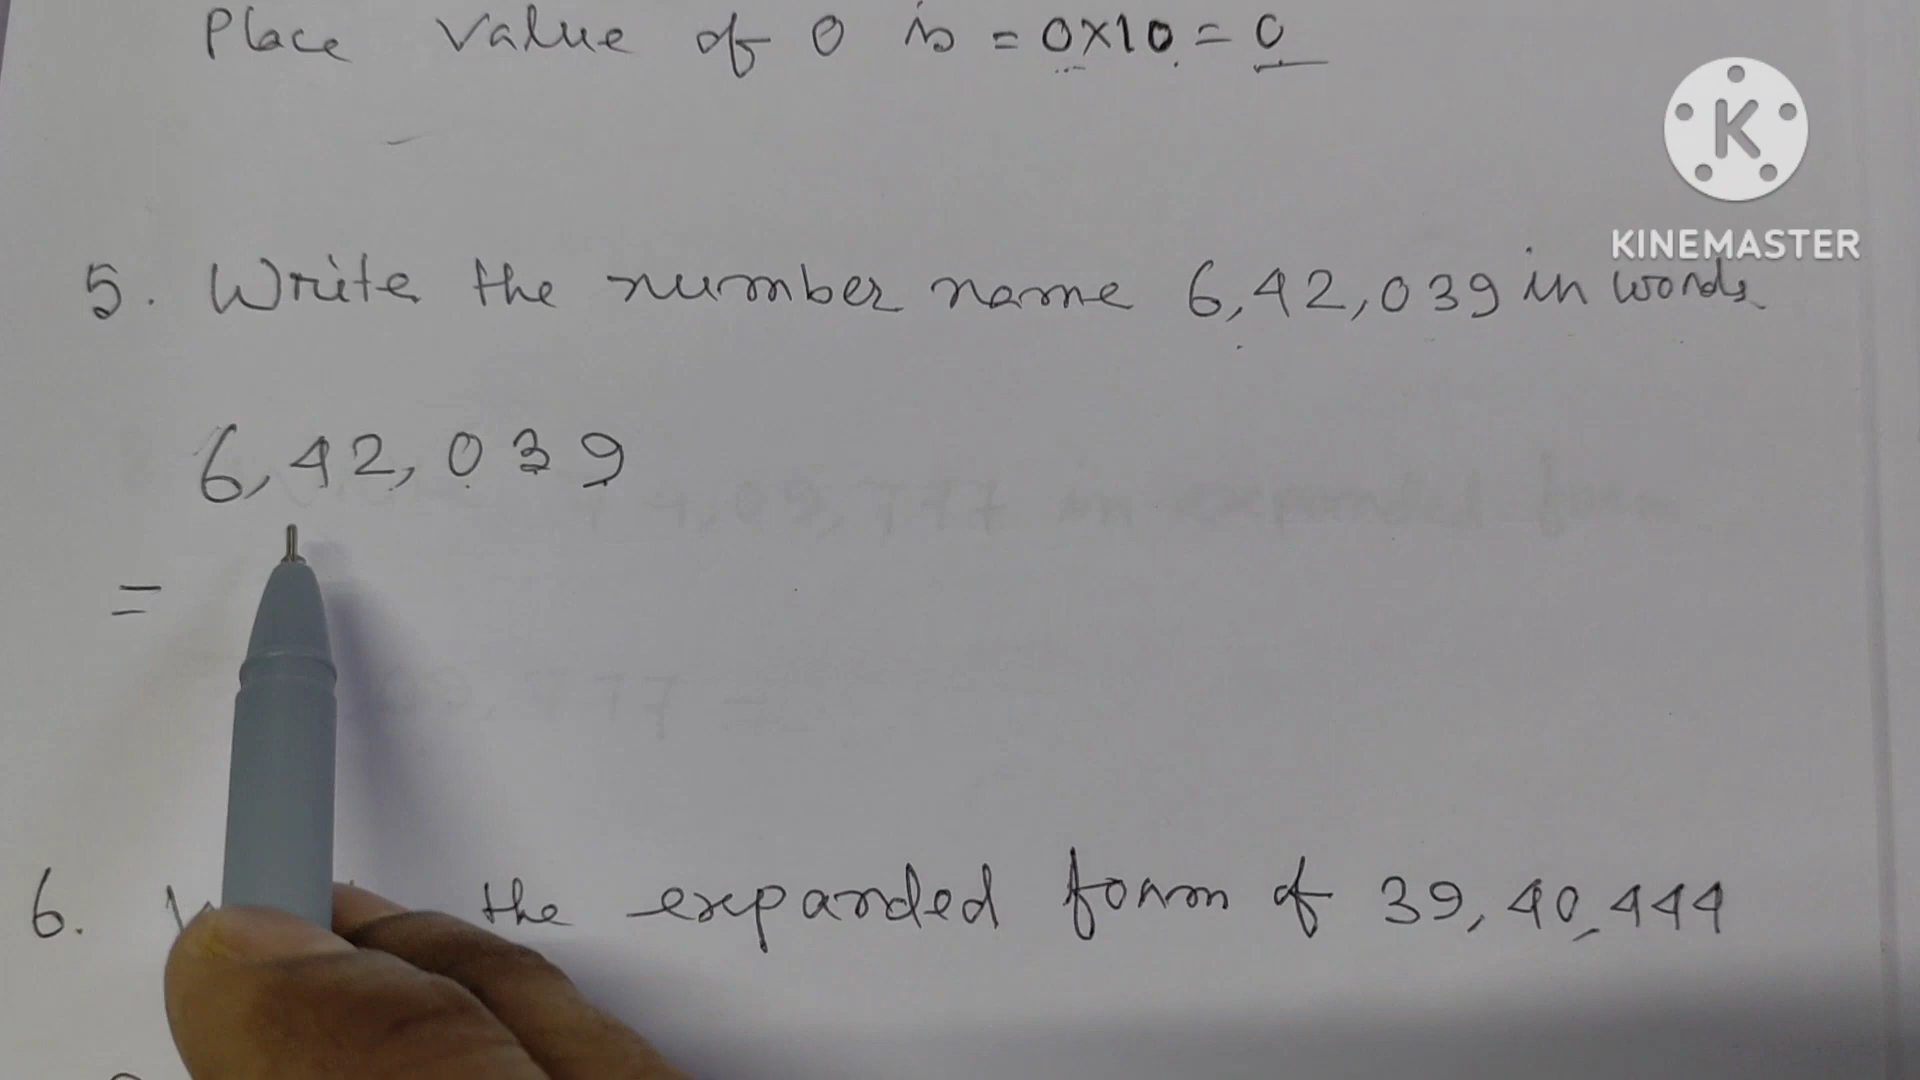 Place Value of 0 is = 0×10 = 0
K
KINEMASTER
5. Write the number name 6,42,039 in words
6,42,039
=
6. the expanded form of 39,40,444